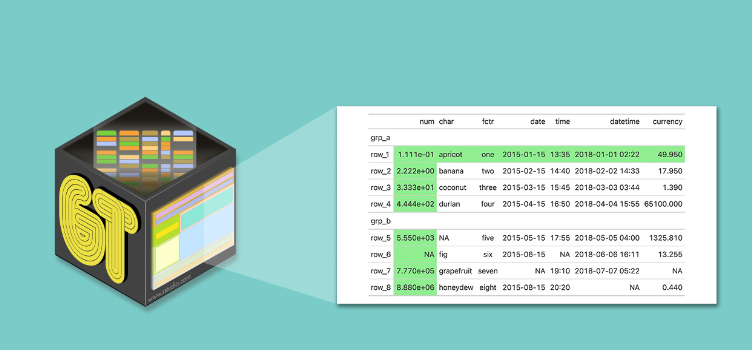 GT
www.rstudio.com
num char fctr date time datetime currency
grp_a
row_1 1.111e-01 apricot one 2015-01-15 13:35 2018-01-01 02:22 49.950
row_2 2.222e+00 banana two 2015-02-15 14:40 2018-02-02 14:33 17.950
row_3 3.333e+01 coconut three 2015-03-15 15:45 2018-03-03 03:44 1.390
row_4 4.444e+02 durian four 2015-04-15 16:50 2018-04-04 15:55 65100.000
grp_b
row_5 5.550e+03 NA five 2015-05-15 17:55 2018-05-05 04:00 1325.810
row_6 NA fig six 2015-06-15 NA 2018-06-06 16:11 13.255
row_7 7.770e+05 grapefruit seven NA 19:10 2018-07-07 05:22 NA
row_8 8.880e+06 honeydew eight 2015-08-15 20:20 NA 0.440